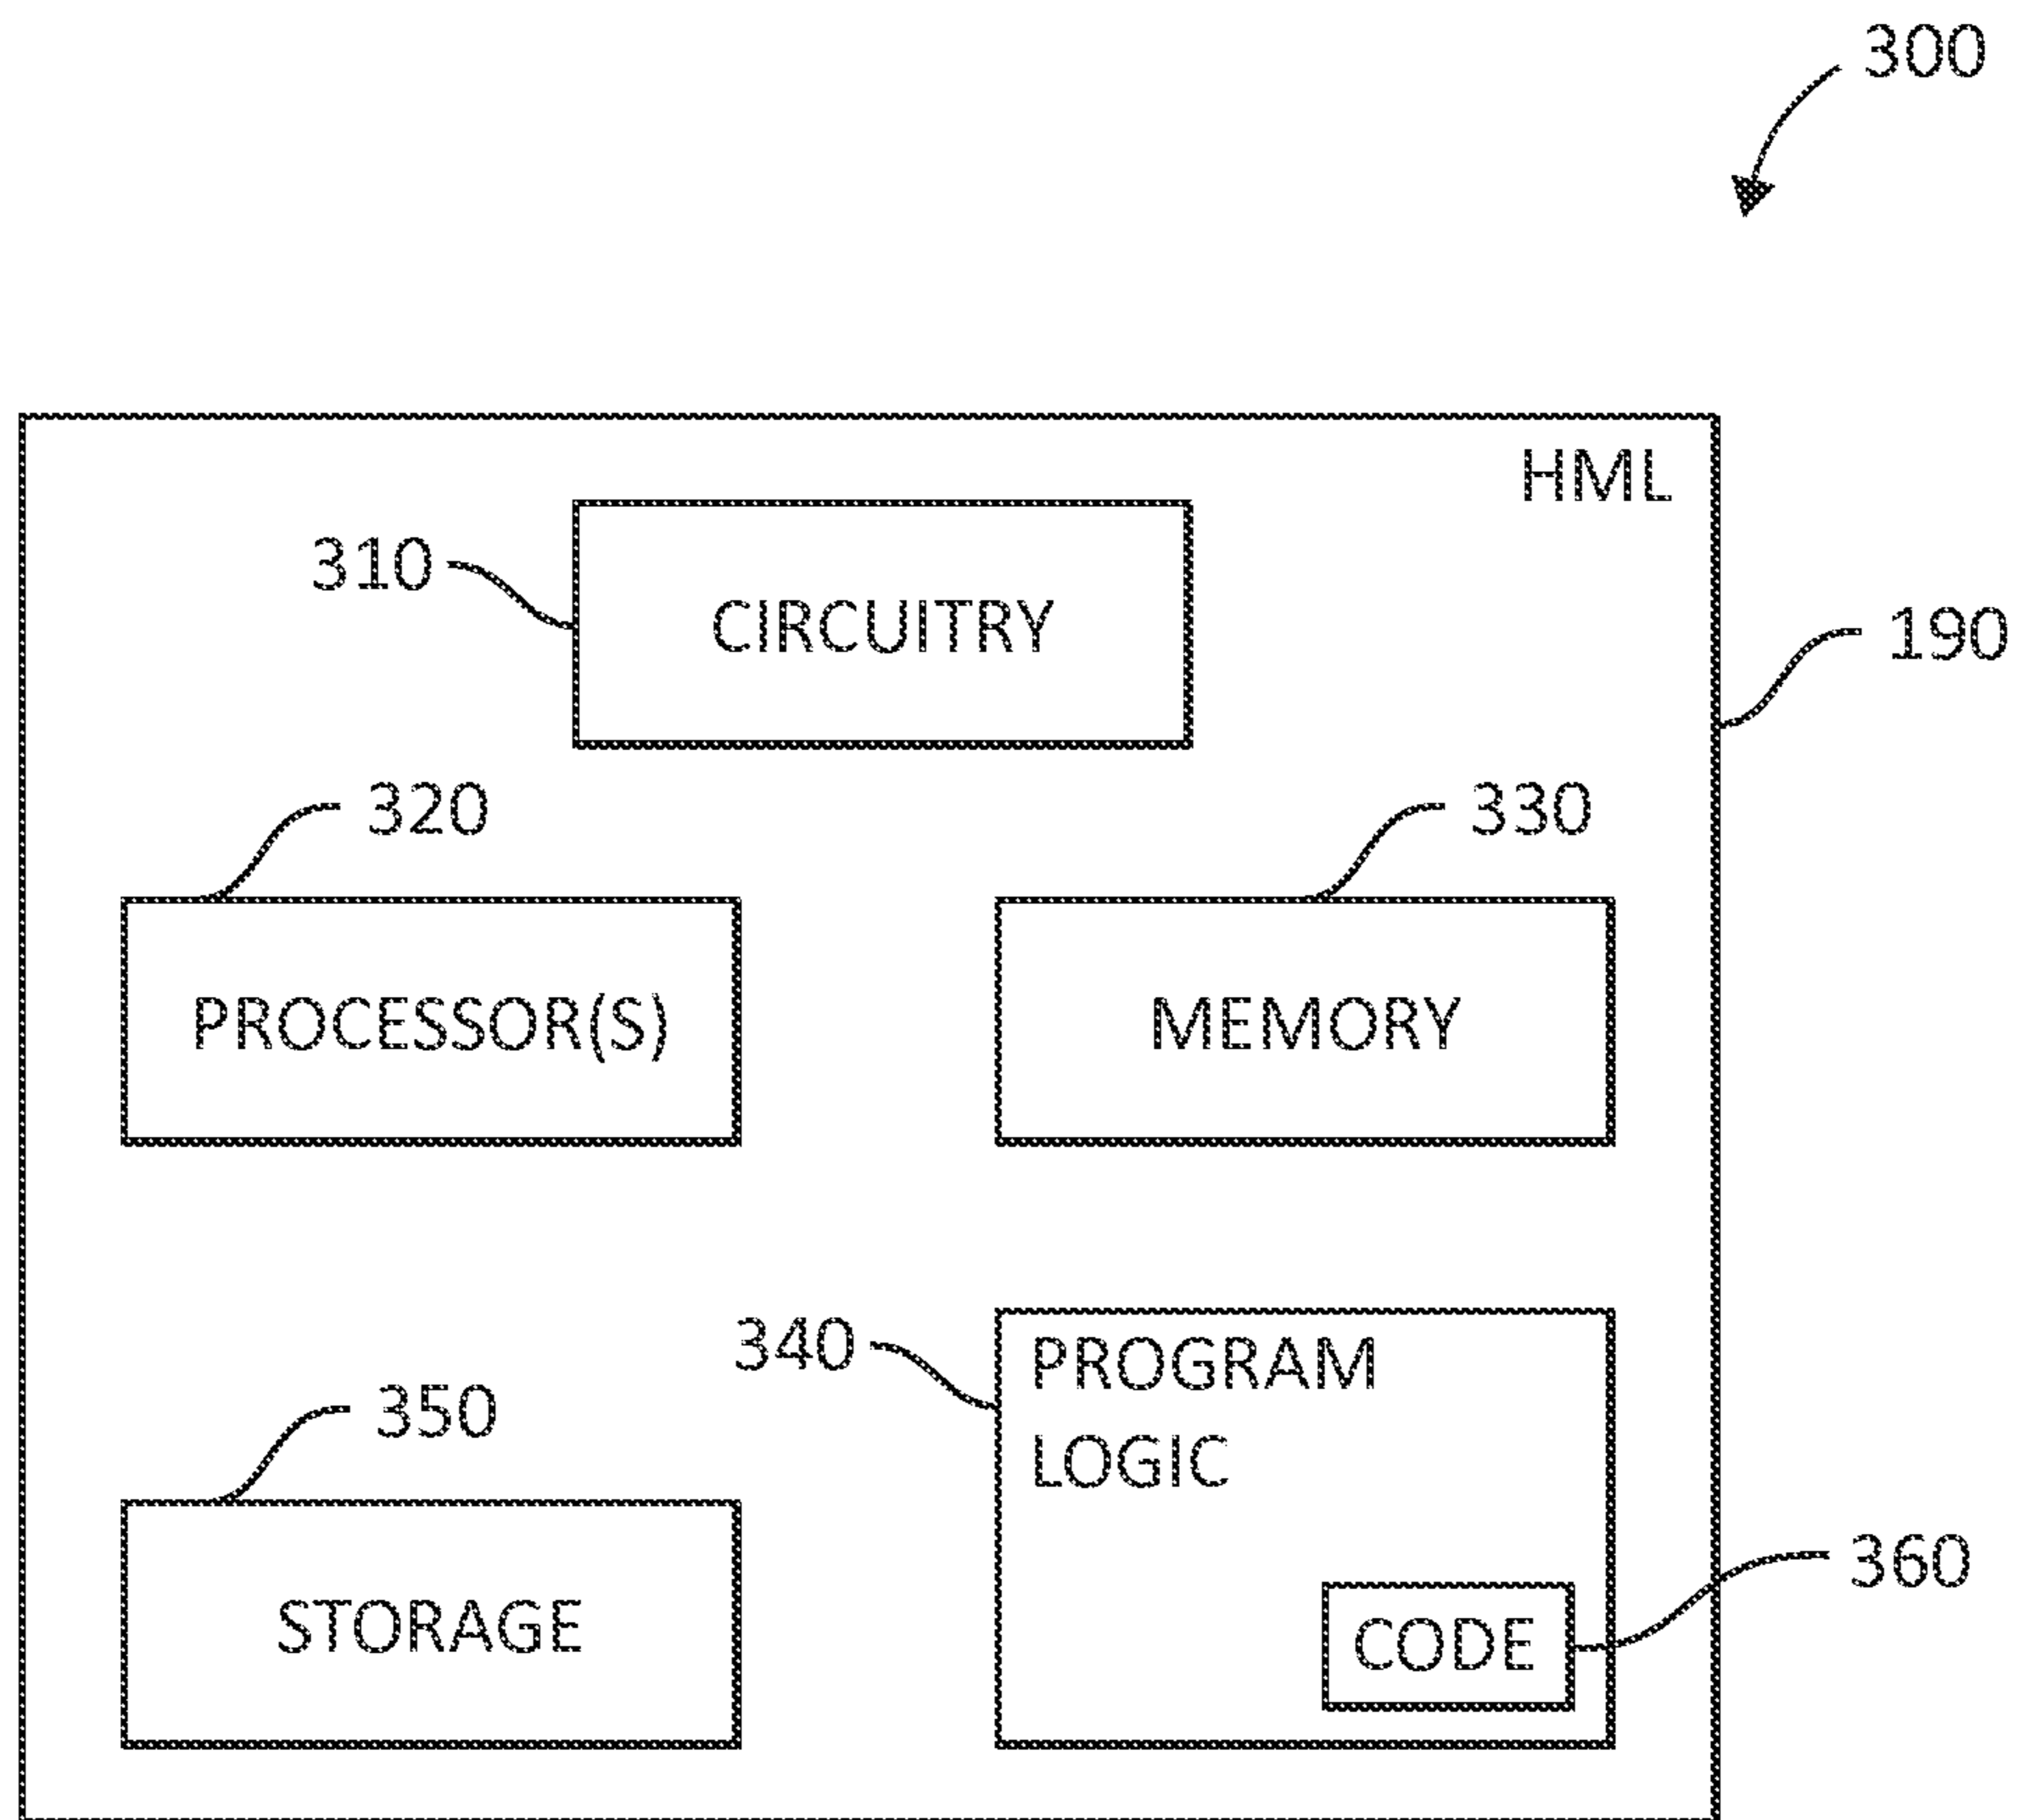 300
HML
310
CIRCUITRY
190
320
330
PROCESSOR(S)
MEMORY
340
PROGRAM
LOGIC
350
360
STORAGE
CODE